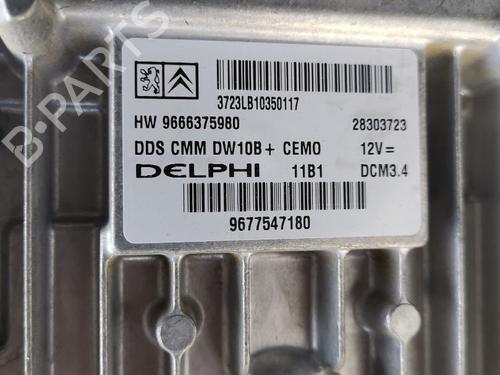 B-PARTS
3723LB10350117
HW 9666375980 28303723
DDS CMM DW10B+ CEMO 12V=
DELPHI 11B1 DCM3.4
9677547180